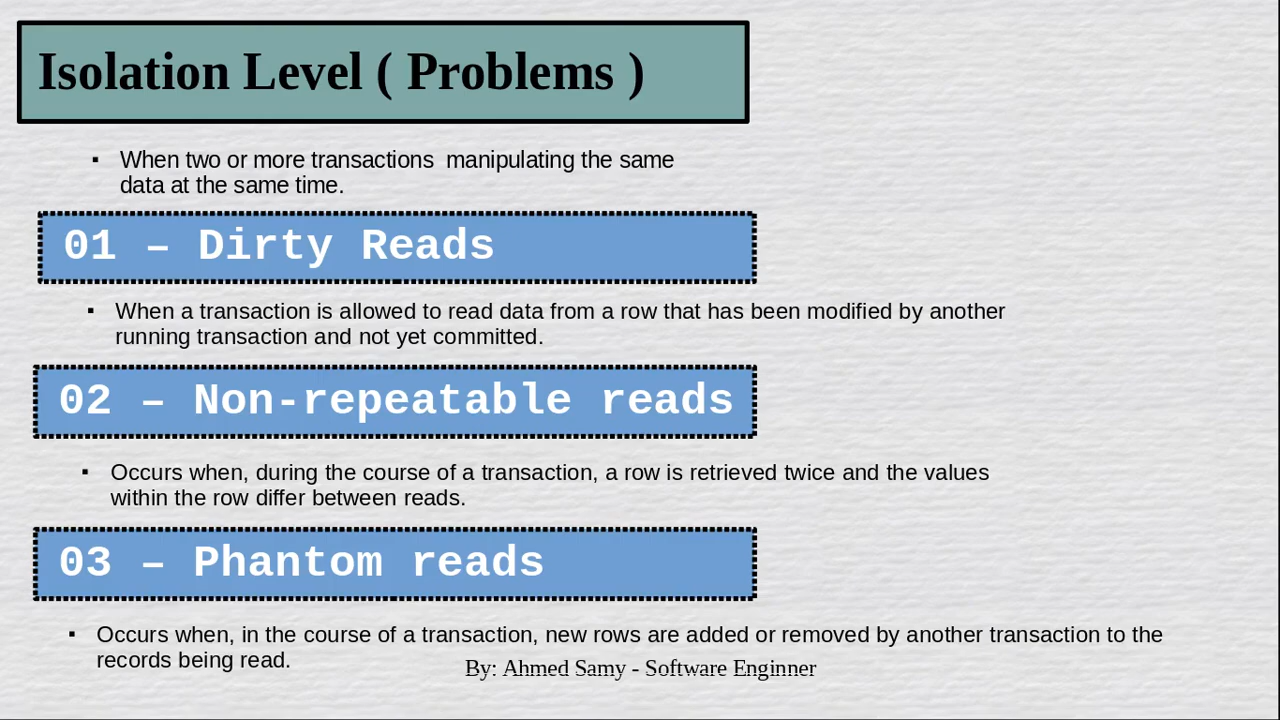 Isolation Level ( Problems )
▪ When two or more transactions  manipulating the same
data at the same time.
01 – Dirty Reads
▪ When a transaction is allowed to read data from a row that has been modified by another
running transaction and not yet committed.
02 – Non-repeatable reads
▪ Occurs when, during the course of a transaction, a row is retrieved twice and the values
within the row differ between reads.
03 – Phantom reads
▪ Occurs when, in the course of a transaction, new rows are added or removed by another transaction to the
records being read.
By: Ahmed Samy - Software Enginner